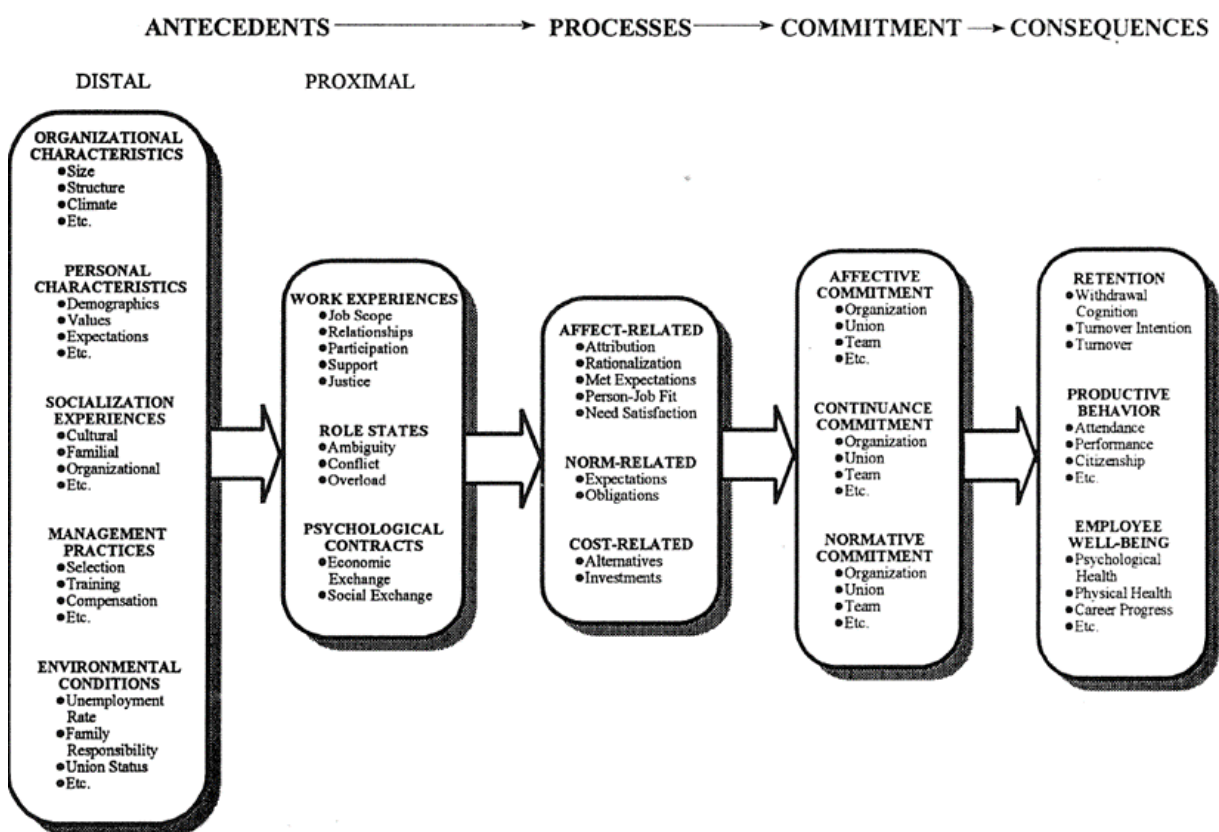 ANTECEDENTS PROCESSES COMMITMENT CONSEQUENCES
DISTAL PROXIMAL
ORGANIZATIONAL
CHARACTERISTICS
●Size
●Structure
●Climate
●Etc.
PERSONAL
CHARACTERISTICS
●Demographics
●Values
●Expectations
●Etc.
SOCIALIZATION
EXPERIENCES
●Cultural
●Familial
●Organizational
●Etc.
MANAGEMENT
PRACTICES
●Selection
●Training
●Compensation
●Etc.
ENVIRONMENTAL
CONDITIONS
●Unemployment
Rate
●Family
Responsibility
●Union Status
●Etc.
WORK EXPERIENCES
●Job Scope
●Relationships
●Participation
●Support
●Justice
ROLE STATES
●Ambiguity
●Conflict
●Overload
PSYCHOLOGICAL
CONTRACTS
●Economic
Exchange
●Social Exchange
AFFECT-RELATED
●Attribution
●Rationalization
●Met Expectations
●Person-Job Fit
●Need Satisfaction
NORM-RELATED
●Expectations
●Obligations
COST-RELATED
●Alternatives
●Investments
AFFECTIVE
COMMITMENT
●Organization
●Union
●Team
●Etc.
CONTINUANCE
COMMITMENT
●Organization
●Union
●Team
●Etc.
NORMATIVE
COMMITMENT
●Organization
●Union
●Team
●Etc.
RETENTION
●Withdrawal
Cognition
●Turnover Intention
●Turnover
PRODUCTIVE
BEHAVIOR
●Attendance
●Performance
●Citizenship
●Etc.
EMPLOYEE
WELL-BEING
●Psychological
Health
●Physical Health
●Career Progress
●Etc.